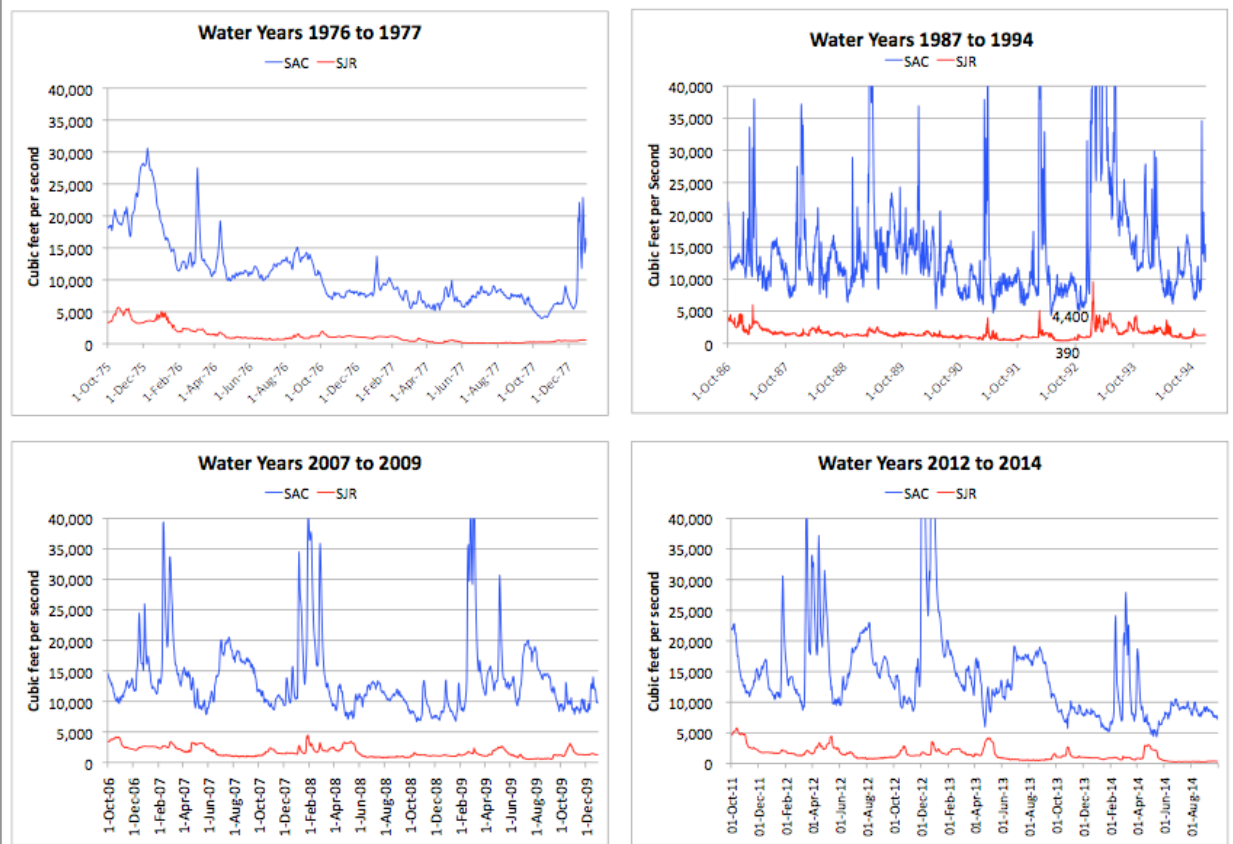 Water Years 1976 to 1977
SAC SJR
Cubic feet per second
40,000
35,000
30,000
25,000
20,000
15,000
10,000
5,000
0
1-Oct-75
1-Dec-75
1-Feb-76
1-Apr-76
1-Jun-76
1-Aug-76
1-Oct-76
1-Dec-76
1-Feb-77
1-Apr-77
1-Jun-77
1-Aug-77
1-Oct-77
1-Dec-77
Water Years 1987 to 1994
SAC SJR
Cubic Feet per Second
40,000
35,000
30,000
25,000
20,000
15,000
10,000
5,000
0
4,400
390
1-Oct-86
1-Oct-87
1-Oct-88
1-Oct-89
1-Oct-90
1-Oct-91
1-Oct-92
1-Oct-93
1-Oct-94
Water Years 2007 to 2009
SAC SJR
Cubic feet per second
40,000
35,000
30,000
25,000
20,000
15,000
10,000
5,000
0
1-Oct-06
1-Dec-06
1-Feb-07
1-Apr-07
1-Jun-07
1-Aug-07
1-Oct-07
1-Dec-07
1-Feb-08
1-Apr-08
1-Jun-08
1-Aug-08
1-Oct-08
1-Dec-08
1-Feb-09
1-Apr-09
1-Jun-09
1-Aug-09
1-Oct-09
1-Dec-09
Water Years 2012 to 2014
SAC SJR
Cubic feet per second
40,000
35,000
30,000
25,000
20,000
15,000
10,000
5,000
0
01-Oct-11
01-Dec-11
01-Feb-12
01-Apr-12
01-Jun-12
01-Aug-12
01-Oct-12
01-Dec-12
01-Feb-13
01-Apr-13
01-Jun-13
01-Aug-13
01-Oct-13
01-Dec-13
01-Feb-14
01-Apr-14
01-Jun-14
01-Aug-14